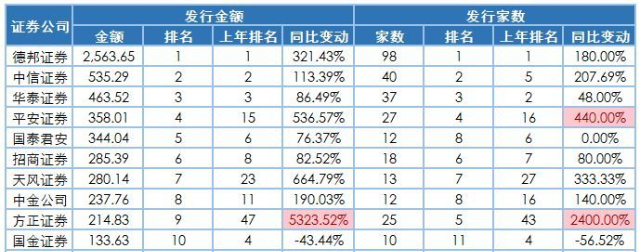 证券公司 发行金额 发行家数
金额 排名 上年排名 同比变动 家数 排名 上年排名 同比变动
德邦证券 2,563.65 1 1 321.43% 98 1 1 180.00%
中信证券 535.29 2 2 113.39% 40 2 5 207.69%
华泰证券 463.52 3 3 86.49% 37 3 2 48.00%
平安证券 358.01 4 15 536.57% 27 4 16 440.00%
国泰君安 344.04 5 6 76.37% 12 8 6 0.00%
招商证券 285.39 6 8 82.52% 18 6 7 80.00%
天风证券 280.14 7 23 664.79% 13 7 27 333.33%
中金公司 237.76 8 11 190.03% 12 8 16 140.00%
方正证券 214.83 9 47 5323.52% 25 5 43 2400.00%
国金证券 133.63 10 4 -43.44% 10 11 4 -56.52%